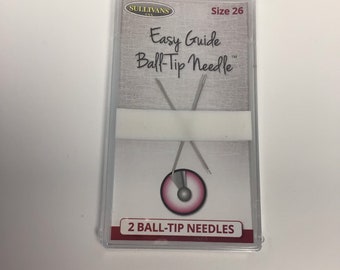 SULLIVANS
Size 26
Easy Guide
Ball-Tip Needle™
2 BALL-TIP NEEDLES